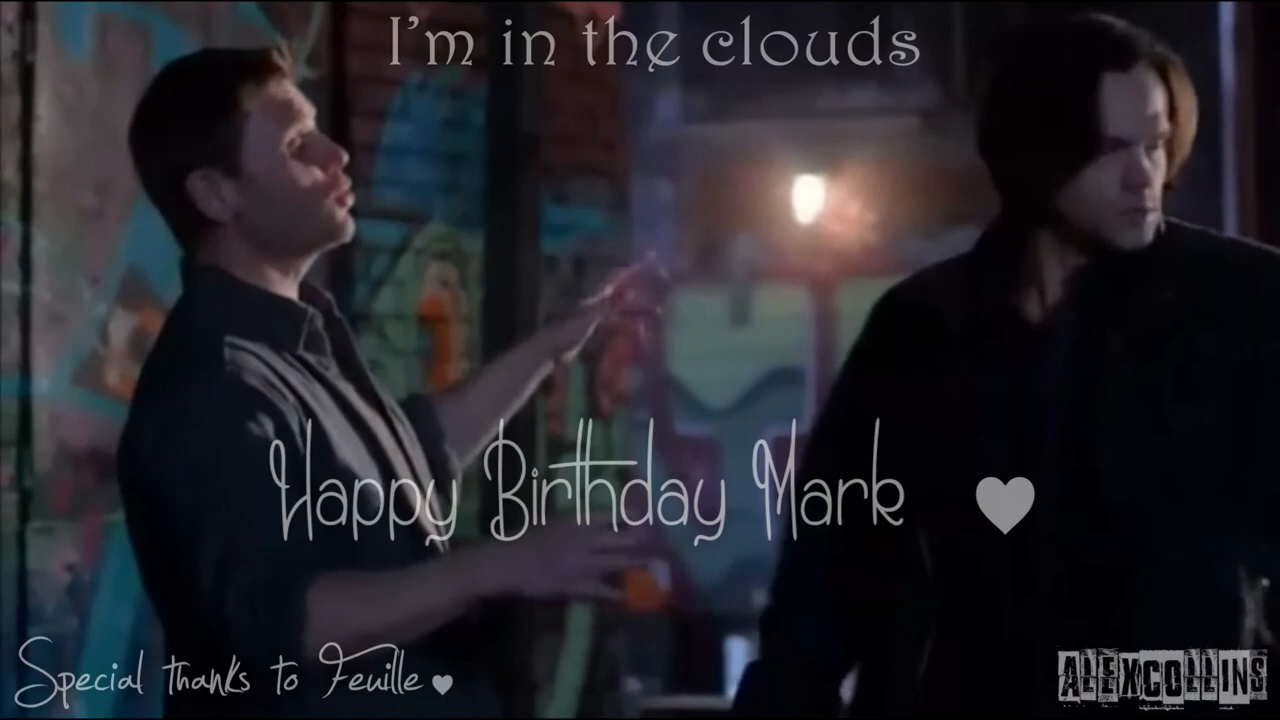 I'm in the clouds
Happy Birthday Mark
Special thanks to Feuille
ALEXCOLLINS